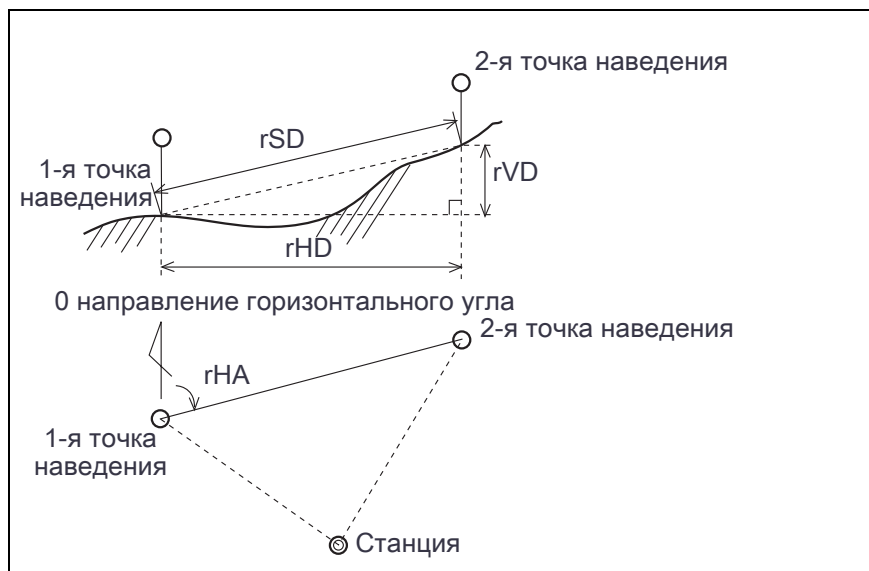 2-я точка наведения
rSD
1-я точка
наведения
rVD
rHD
0 направление горизонтального угла
2-я точка наведения
rHA
1-я точка
наведения
Станция